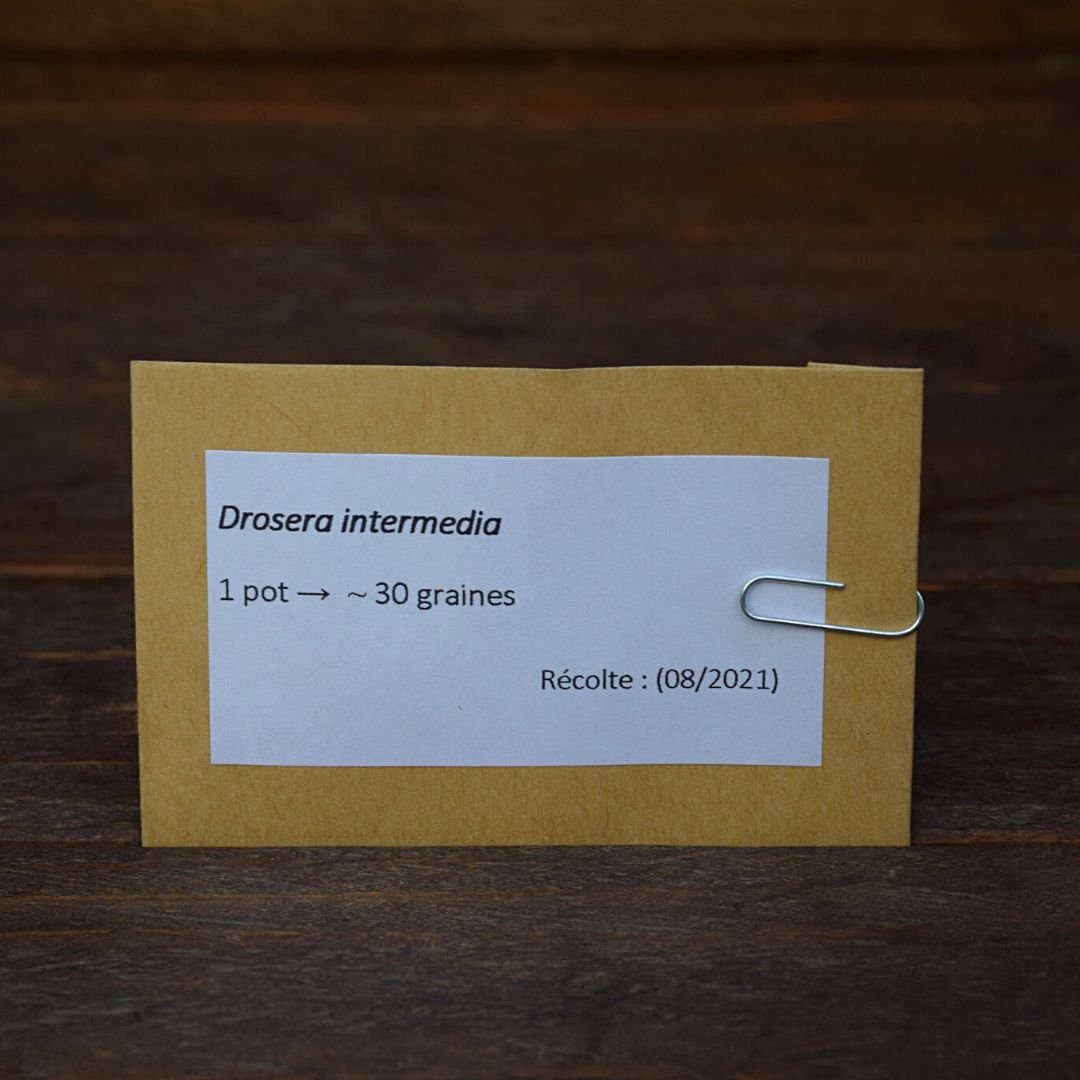 Drosera intermedia
1 pot → ~ 30 graines
Récolte : (08/2021)